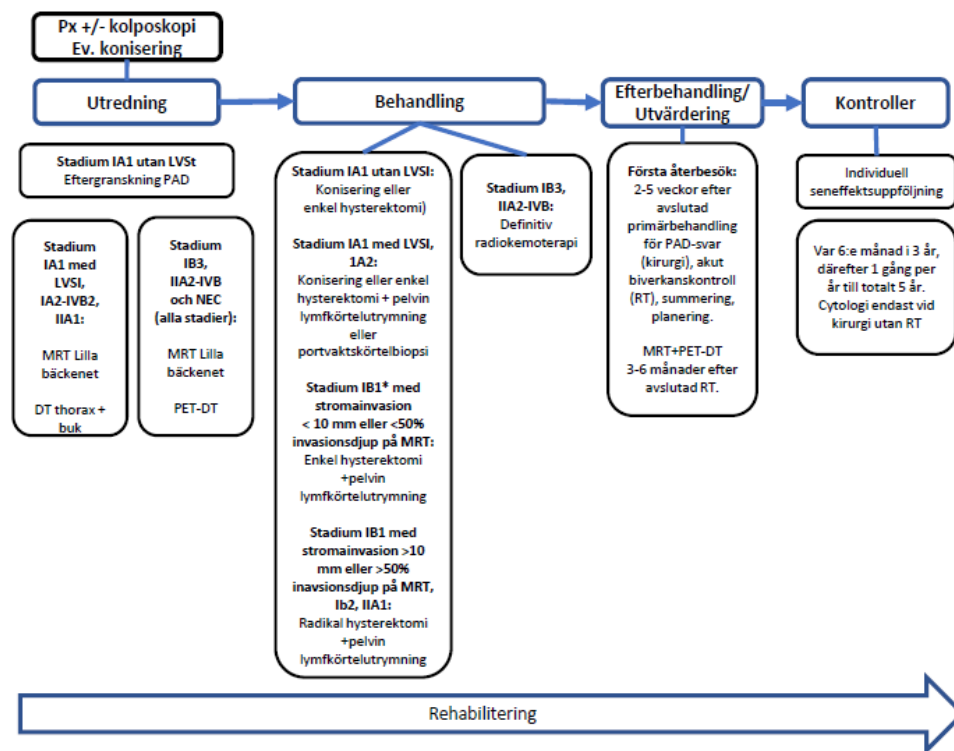 Px +/- kolposkopi
Ev. konisering
Utredning
Behandling
Efterbehandling/
Utvärdering
Kontroller
Stadium IA1 utan LVSt
Eftergranskning PAD
Stadium
IA1 med
LVSI,
IA2-IVB2,
IIA1:
MRT Lilla
bäckenet
DT thorax +
buk
Stadium
IB3,
IIA2-IVB
och NEC
(alla stadier):
MRT Lilla
bäckenet
PET-DT
Stadium IA1 utan LVSI:
Konisering eller
enkel hysterektomi)
Stadium IA1 med LVSI,
1A2:
Konisering eller enkel
hysterektomi + pelvin
lymfkörtelutrymning
eller
portvaktskörtelbiopsi
Stadium IB1* med
stromainvasion
< 10 mm eller <50%
invasionsdjup på MRT:
Enkel hysterektomi
+pelvin
lymfkörtelutrymning
Stadium IB1 med
stromainvasion >10
mm eller >50%
inavsionsdjup på MRT,
Ib2, IIA1:
Radikal hysterektomi
+pelvin
lymfkörtelutrymning
Stadium IB3,
IIA2-IVB:
Definitiv
radiokemoterapi
Första återbesök:
2-5 veckor efter
avslutad
primärbehandling
för PAD-svar
(kirurgi), akut
biverkanskontroll
(RT), summering,
planering.
MRT+PET-DT
3-6 månader efter
avslutad RT.
Individuell
seneffektsuppföljning
Var 6:e månad i 3 år,
därefter 1 gång per
år till totalt 5 år.
Cytologi endast vid
kirurgi utan RT
Rehabilitering